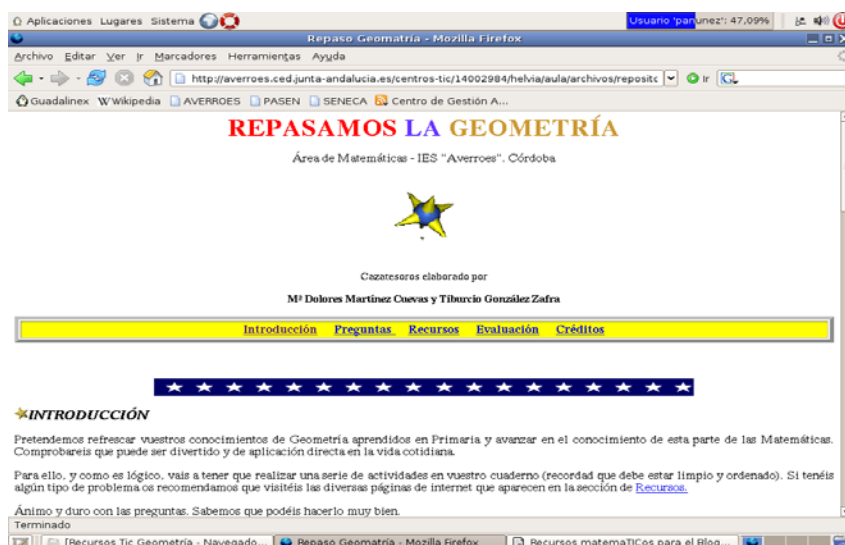 Aplicaciones Lugares Sistema Usuario 'panunez': 47,09%
Repaso Geomatría - Mozilla Firefox
Archivo Editar Ver Ir Marcadores Herramientas Ayuda
http://averroes.ced.junta-andalucia.es/centros-tic/14002984/helvia/aula/archivos/repositc Ir
Guadalinex Wikipedia AVERROES PASEN SENECA Centro de Gestión A...
REPASAMOS LA GEOMETRÍA
Área de Matemáticas - IES "Averroes". Córdoba
Cazatesoros elaborado por
Mª Dolores Martínez Cuevas y Tiburcio González Zafra
Introducción Preguntas Recursos Evaluación Créditos
INTRODUCCIÓN
Pretendemos refrescar vuestros conocimientos de Geometría aprendidos en Primaria y avanzar en el conocimiento de esta parte de las Matemáticas.
Comprobareis que puede ser divertido y de aplicación directa en la vida cotidiana.
Para ello, y como es lógico, vais a tener que realizar una serie de actividades en vuestro cuaderno (recordad que debe estar limpio y ordenado). Si tenéis
algún tipo de problema os recomendamos que visitéis las diversas páginas de internet que aparecen en la sección de Recursos.
Ánimo y duro con las preguntas. Sabemos que podéis hacerlo muy bien.
Terminado
[Recursos Tic Geometría - Navegado... Repaso Geomatría - Mozilla Firefox Recursos matemaTICos para el Blog...